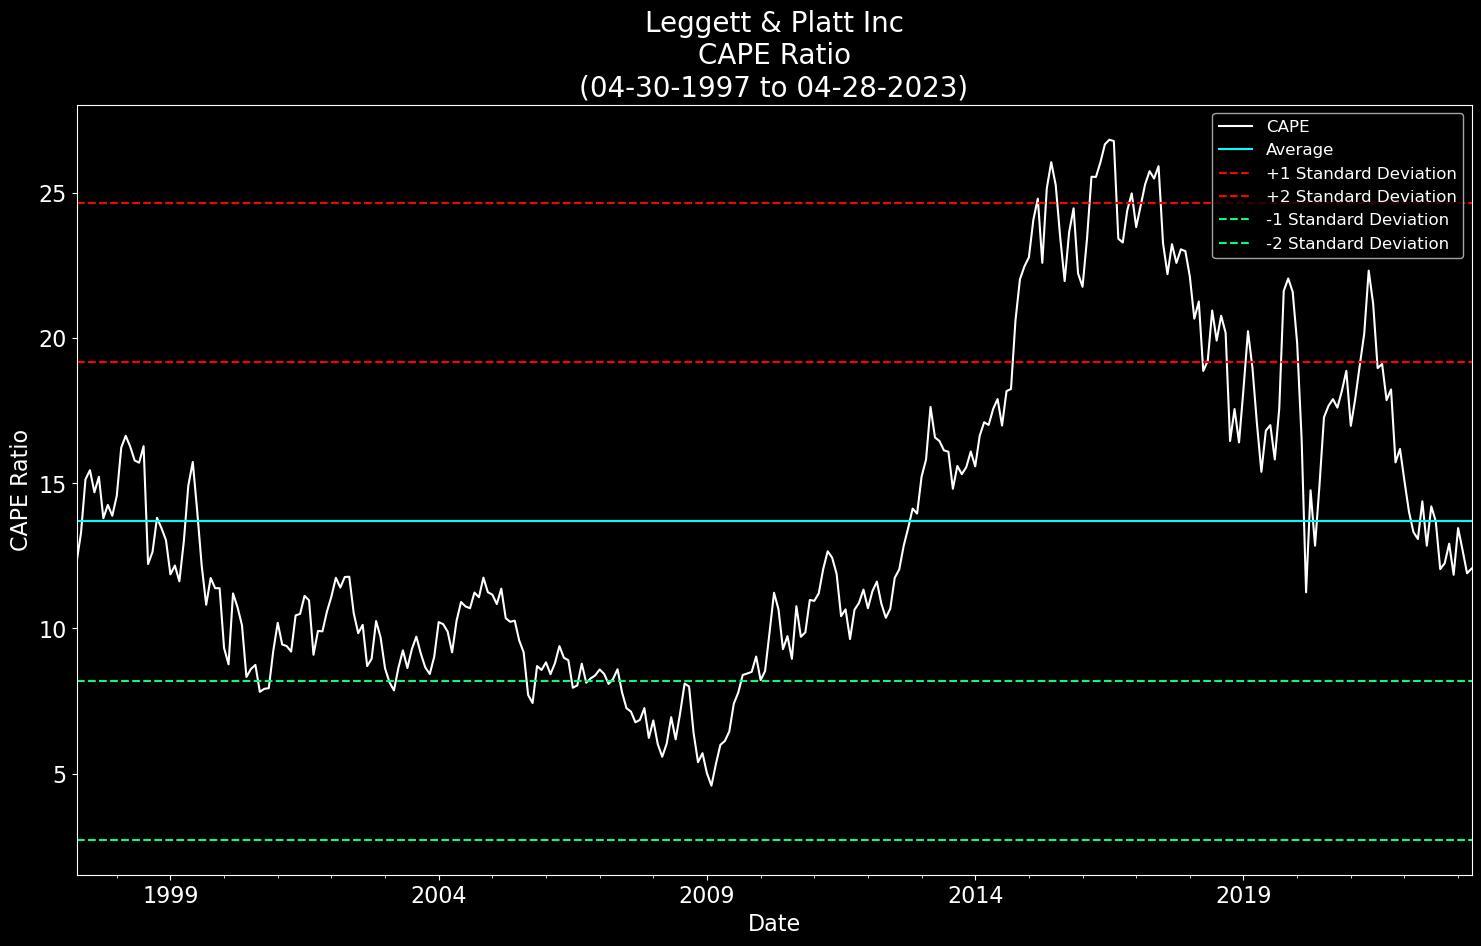 Leggett & Platt Inc
CAPE Ratio
(04-30-1997 to 04-28-2023)
CAPE
Average
+1 Standard Deviation
+2 Standard Deviation
-1 Standard Deviation
-2 Standard Deviation
CAPE Ratio
25
20
15
10
5
1999
2004
2009
2014
2019
Date